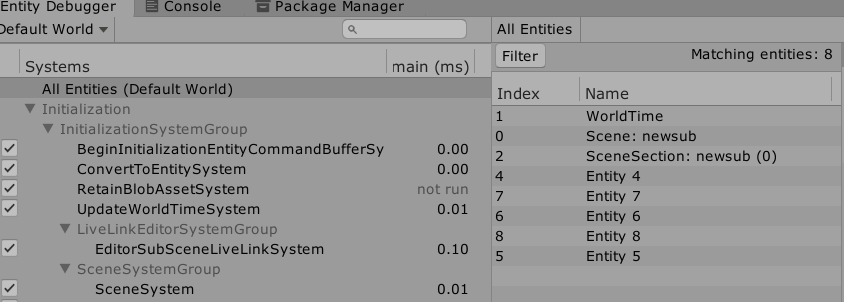 Entity Debugger Console Package Manager
Default World All Entities
Filter Matching entities: 8
Systems main (ms) Index Name
All Entities (Default World) 1 WorldTime
Initialization 0 Scene: newsub
InitializationSystemGroup 2 SceneSection: newsub (0)
BeginInitializationEntityCommandBufferSy 0.00 4 Entity 4
ConvertToEntitySystem 0.00 7 Entity 7
RetainBlobAssetSystem not run 6 Entity 6
UpdateWorldTimeSystem 0.01 8 Entity 8
LiveLinkEditorSystemGroup 5 Entity 5
EditorSubSceneLiveLinkSystem 0.10
SceneSystemGroup
SceneSystem 0.01